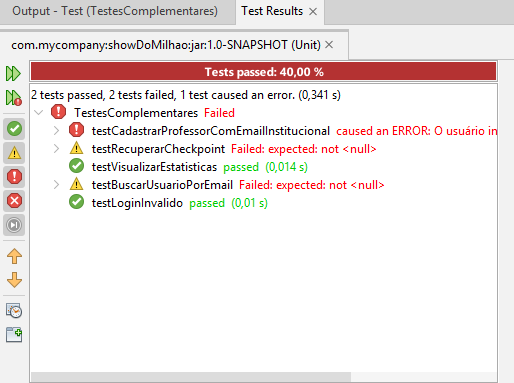 Output - Test (TestesComplementares)
Test Results
com.mycompany:showDoMilhao:jar:1.0-SNAPSHOT (Unit)
Tests passed: 40,00 %
2 tests passed, 2 tests failed, 1 test caused an error. (0,341 s)
TestesComplementares Failed
testCadastrarProfessorComEmailInstitucional caused an ERROR: O usuário in
testRecuperarCheckpoint Failed: expected: not <null>
testVisualizarEstatisticas passed (0,014 s)
testBuscarUsuarioPorEmail Failed: expected: not <null>
testLoginInvalido passed (0,01 s)